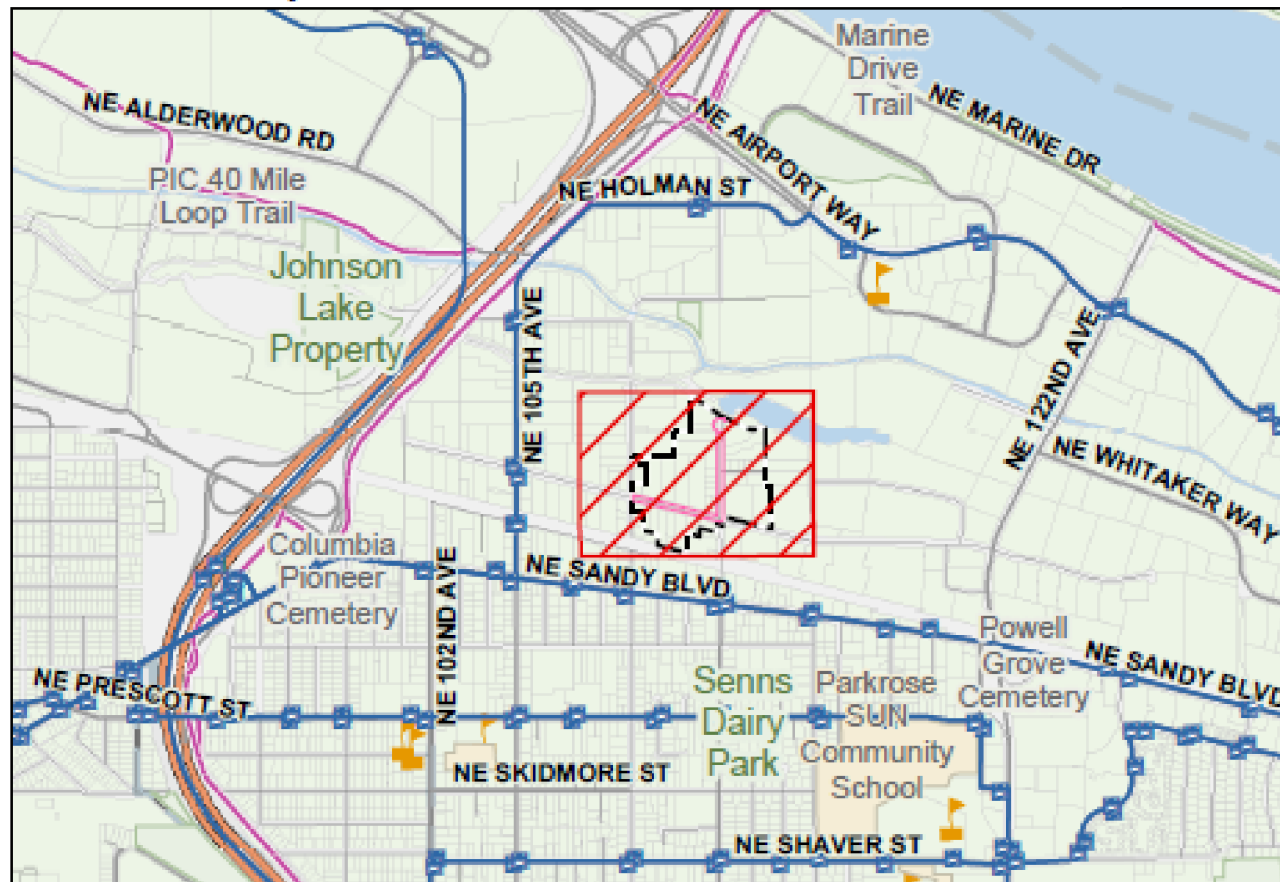 Marine
Drive
Trail
NE MARINE DR
NE ALDERWOOD RD
NE AIRPORT WAY
PIC 40 Mile
Loop Trail
NE HOLMAN ST
Johnson
Lake
Property
NE 105TH AVE
NE 122ND AVE
NE WHITAKER WAY
Columbia
Pioneer
Cemetery
NE SANDY BLVD
NE 102ND AVE
Powell
Grove
Cemetery
NE SANDY BLVD
NE PRESCOTT ST
Senns
Dairy
Park
Parkrose
SUN
Community
School
NE SKIDMORE ST
NE SHAVER ST